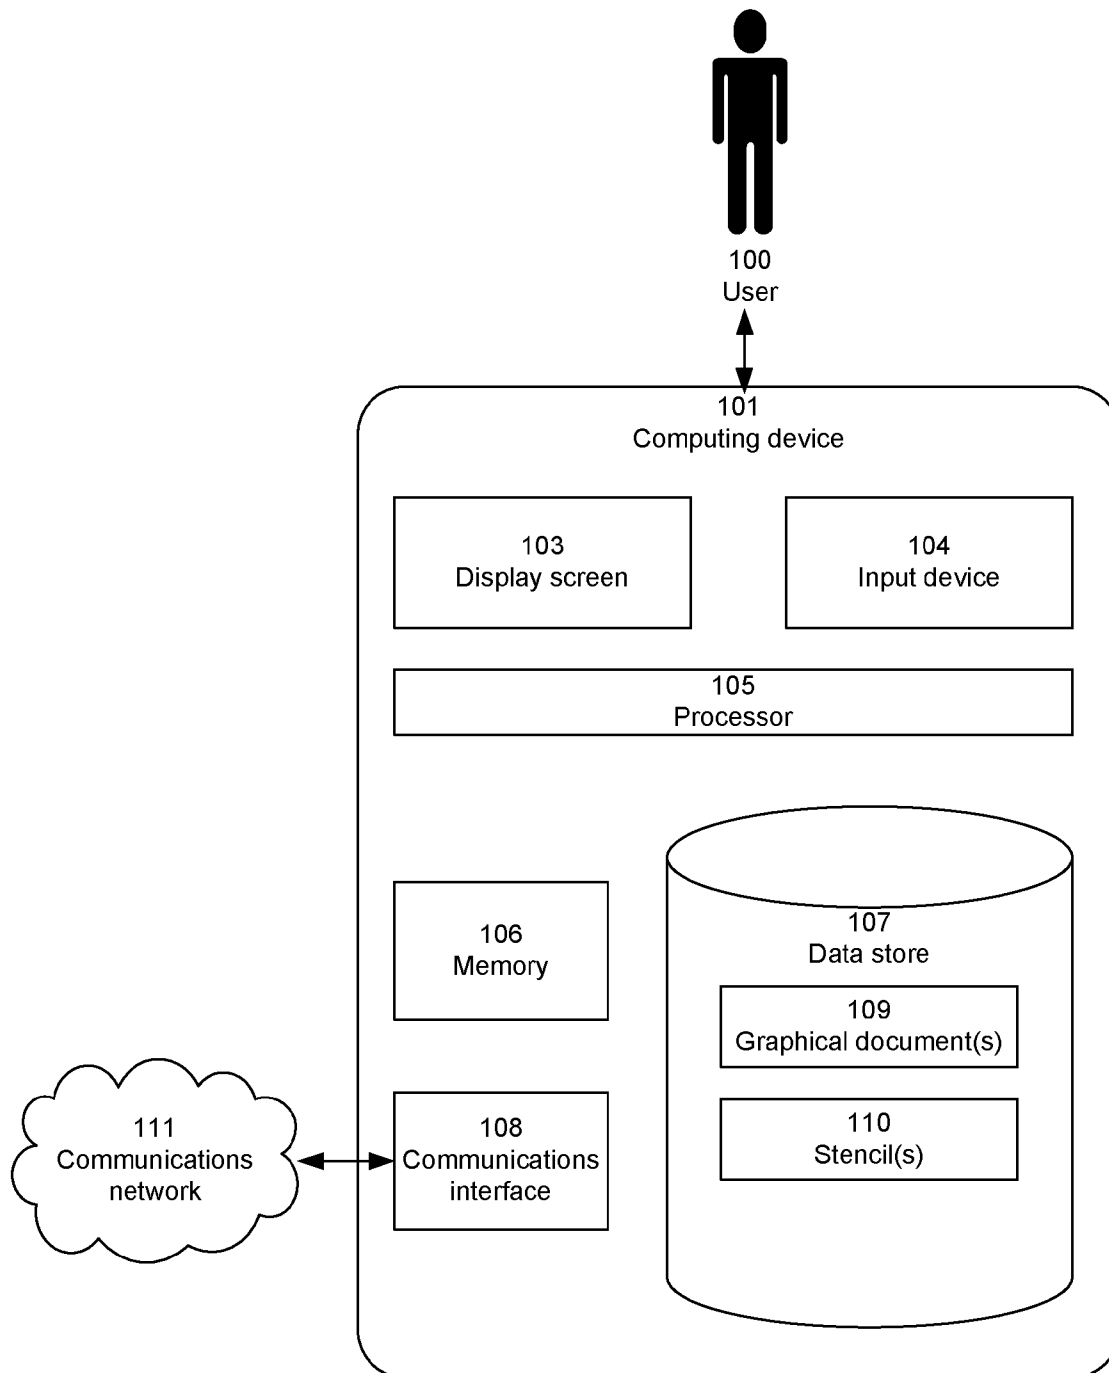 100
User
101
Computing device
103
Display screen
104
Input device
105
Processor
106
Memory
107
Data store
109
Graphical document(s)
110
Stencil(s)
111
Communications
network
108
Communications
interface